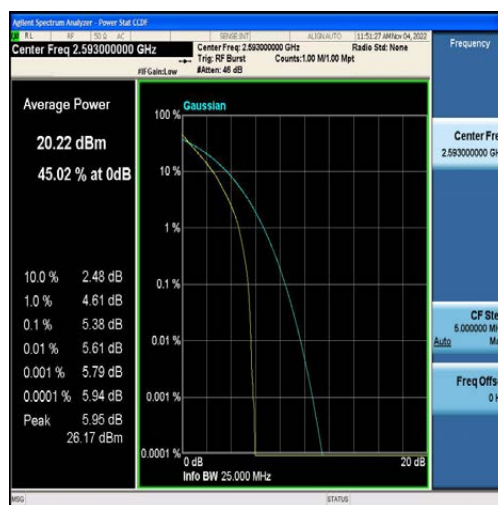 Agilent Spectrum Analyzer - Power Stat CCDF
RL RF 50 Ω AC SENSE:INT ALIGNAUTO 11:51:27 AM Nov 04, 2022
Center Freq 2.593000000 GHz
Center Freq: 2.593000000 GHz Radio Std: None
Trig: RF Burst Counts:1.00 M/1.00 Mpt
#IFGain:Low #Atten: 46 dB
Frequency
Average Power
20.22 dBm
45.02 % at 0dB
10.0 % 2.48 dB
1.0 % 4.61 dB
0.1 % 5.38 dB
0.01 % 5.61 dB
0.001 % 5.79 dB
0.0001 % 5.94 dB
Peak 5.95 dB
26.17 dBm
Gaussian
100 %
10 %
1 %
0.1 %
0.01 %
0.001 %
0.0001 %
0 dB 20 dB
Info BW 25.000 MHz
Center Fre
2.593000000 GH
CF Ste
5.000000 MH
Auto Ma
Freq Offs
0 H
MSG STATUS